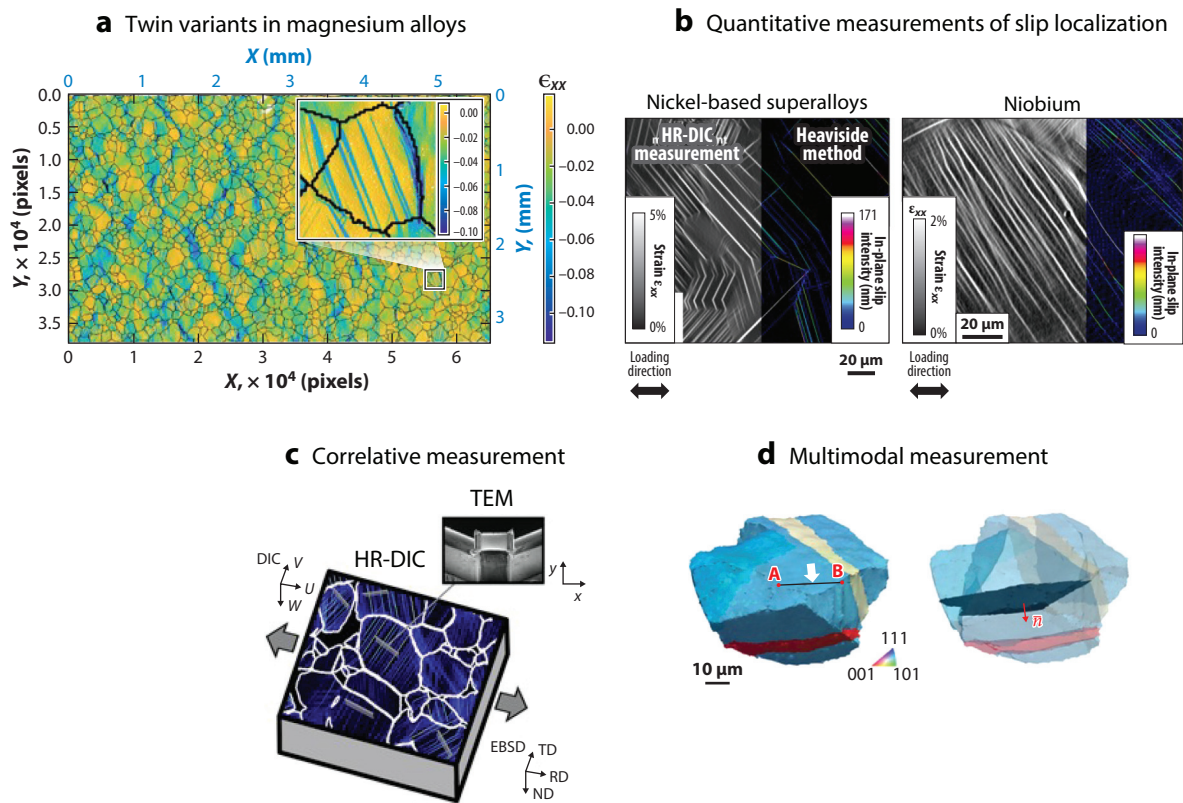 a Twin variants in magnesium alloys
X (mm)
0 1 2 3 4 5
ϵxx
0.0
0.5
1.0
1.5
2.0
2.5
3.0
3.5
Y, × 10⁴ (pixels)
0.00
−0.02
−0.04
−0.06
−0.08
−0.10
0
1
2
3
Y, (mm)
0.00
−0.02
−0.04
−0.06
−0.08
−0.10
0 1 2 3 4 5 6
X, × 10⁴ (pixels)
b Quantitative measurements of slip localization
Nickel-based superalloys
HR-DIC
measurement
Heaviside
method
5%
Strain εxx
0%
171
In-plane slip
intensity (nm)
0
20 μm
Loading
direction
Niobium
εxx
2%
Strain εxx
0%
20 μm
In-plane slip
intensity (nm)
0
Loading
direction
c Correlative measurement
TEM
HR-DIC
DIC
V
U
W
y
x
EBSD
TD
RD
ND
d Multimodal measurement
A
B
10 μm
111
001 101
n